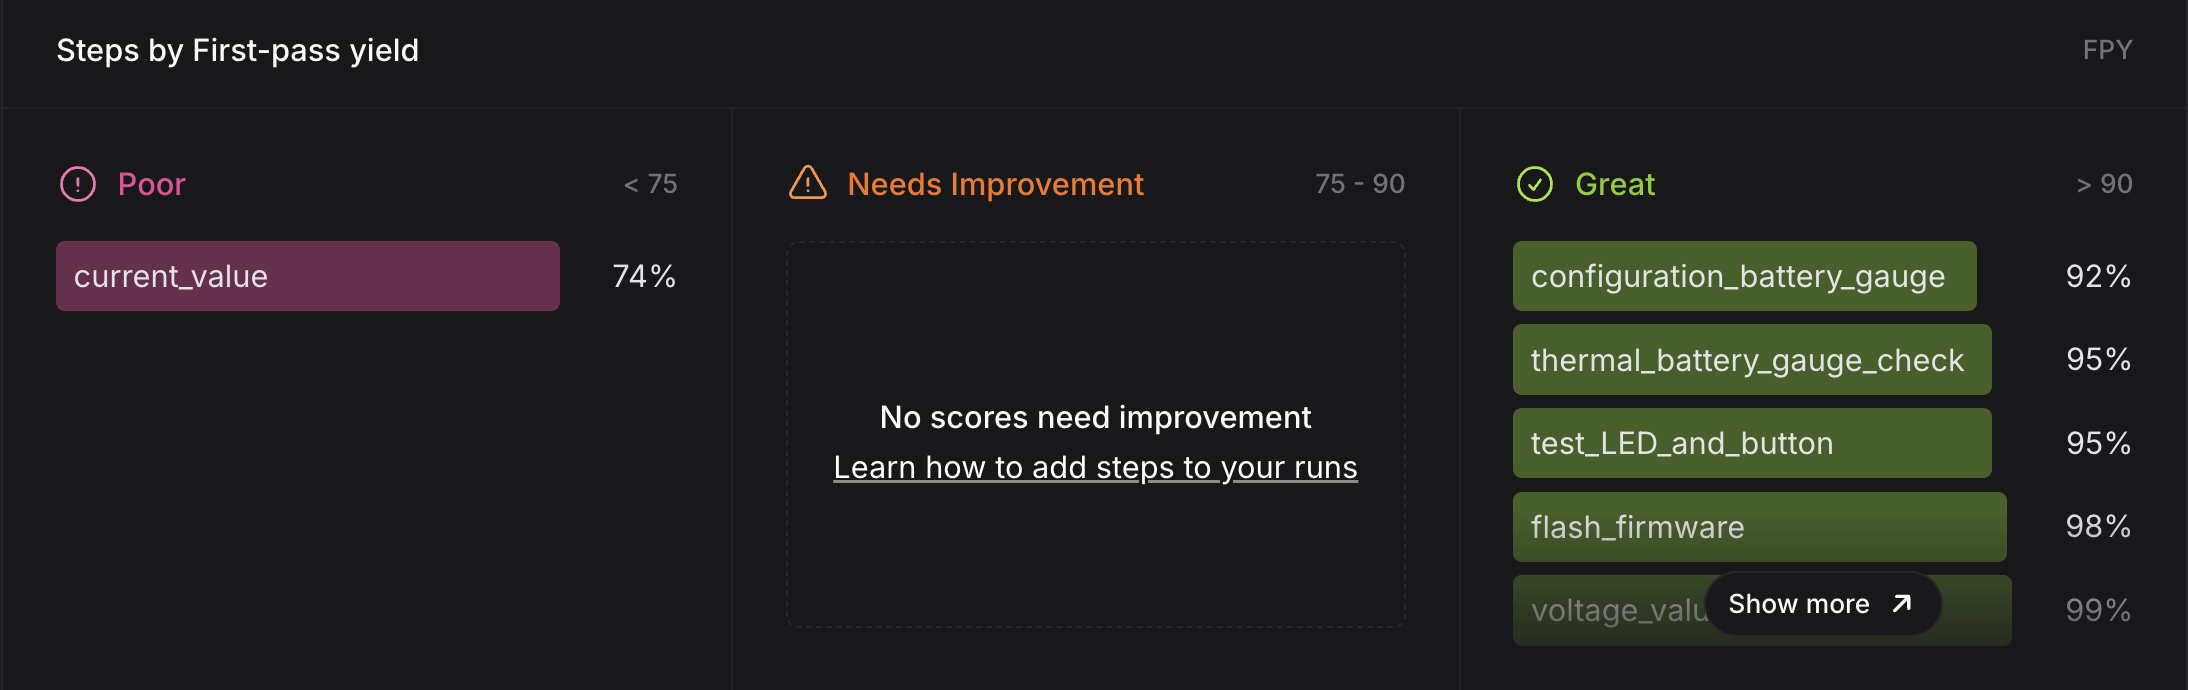 Steps by First-pass yield
FPY
Poor
< 75
current_value
74%
Needs Improvement
75 - 90
No scores need improvement
Learn how to add steps to your runs
Great
> 90
configuration_battery_gauge
92%
thermal_battery_gauge_check
95%
test_LED_and_button
95%
flash_firmware
98%
voltage_valu
99%
Show more